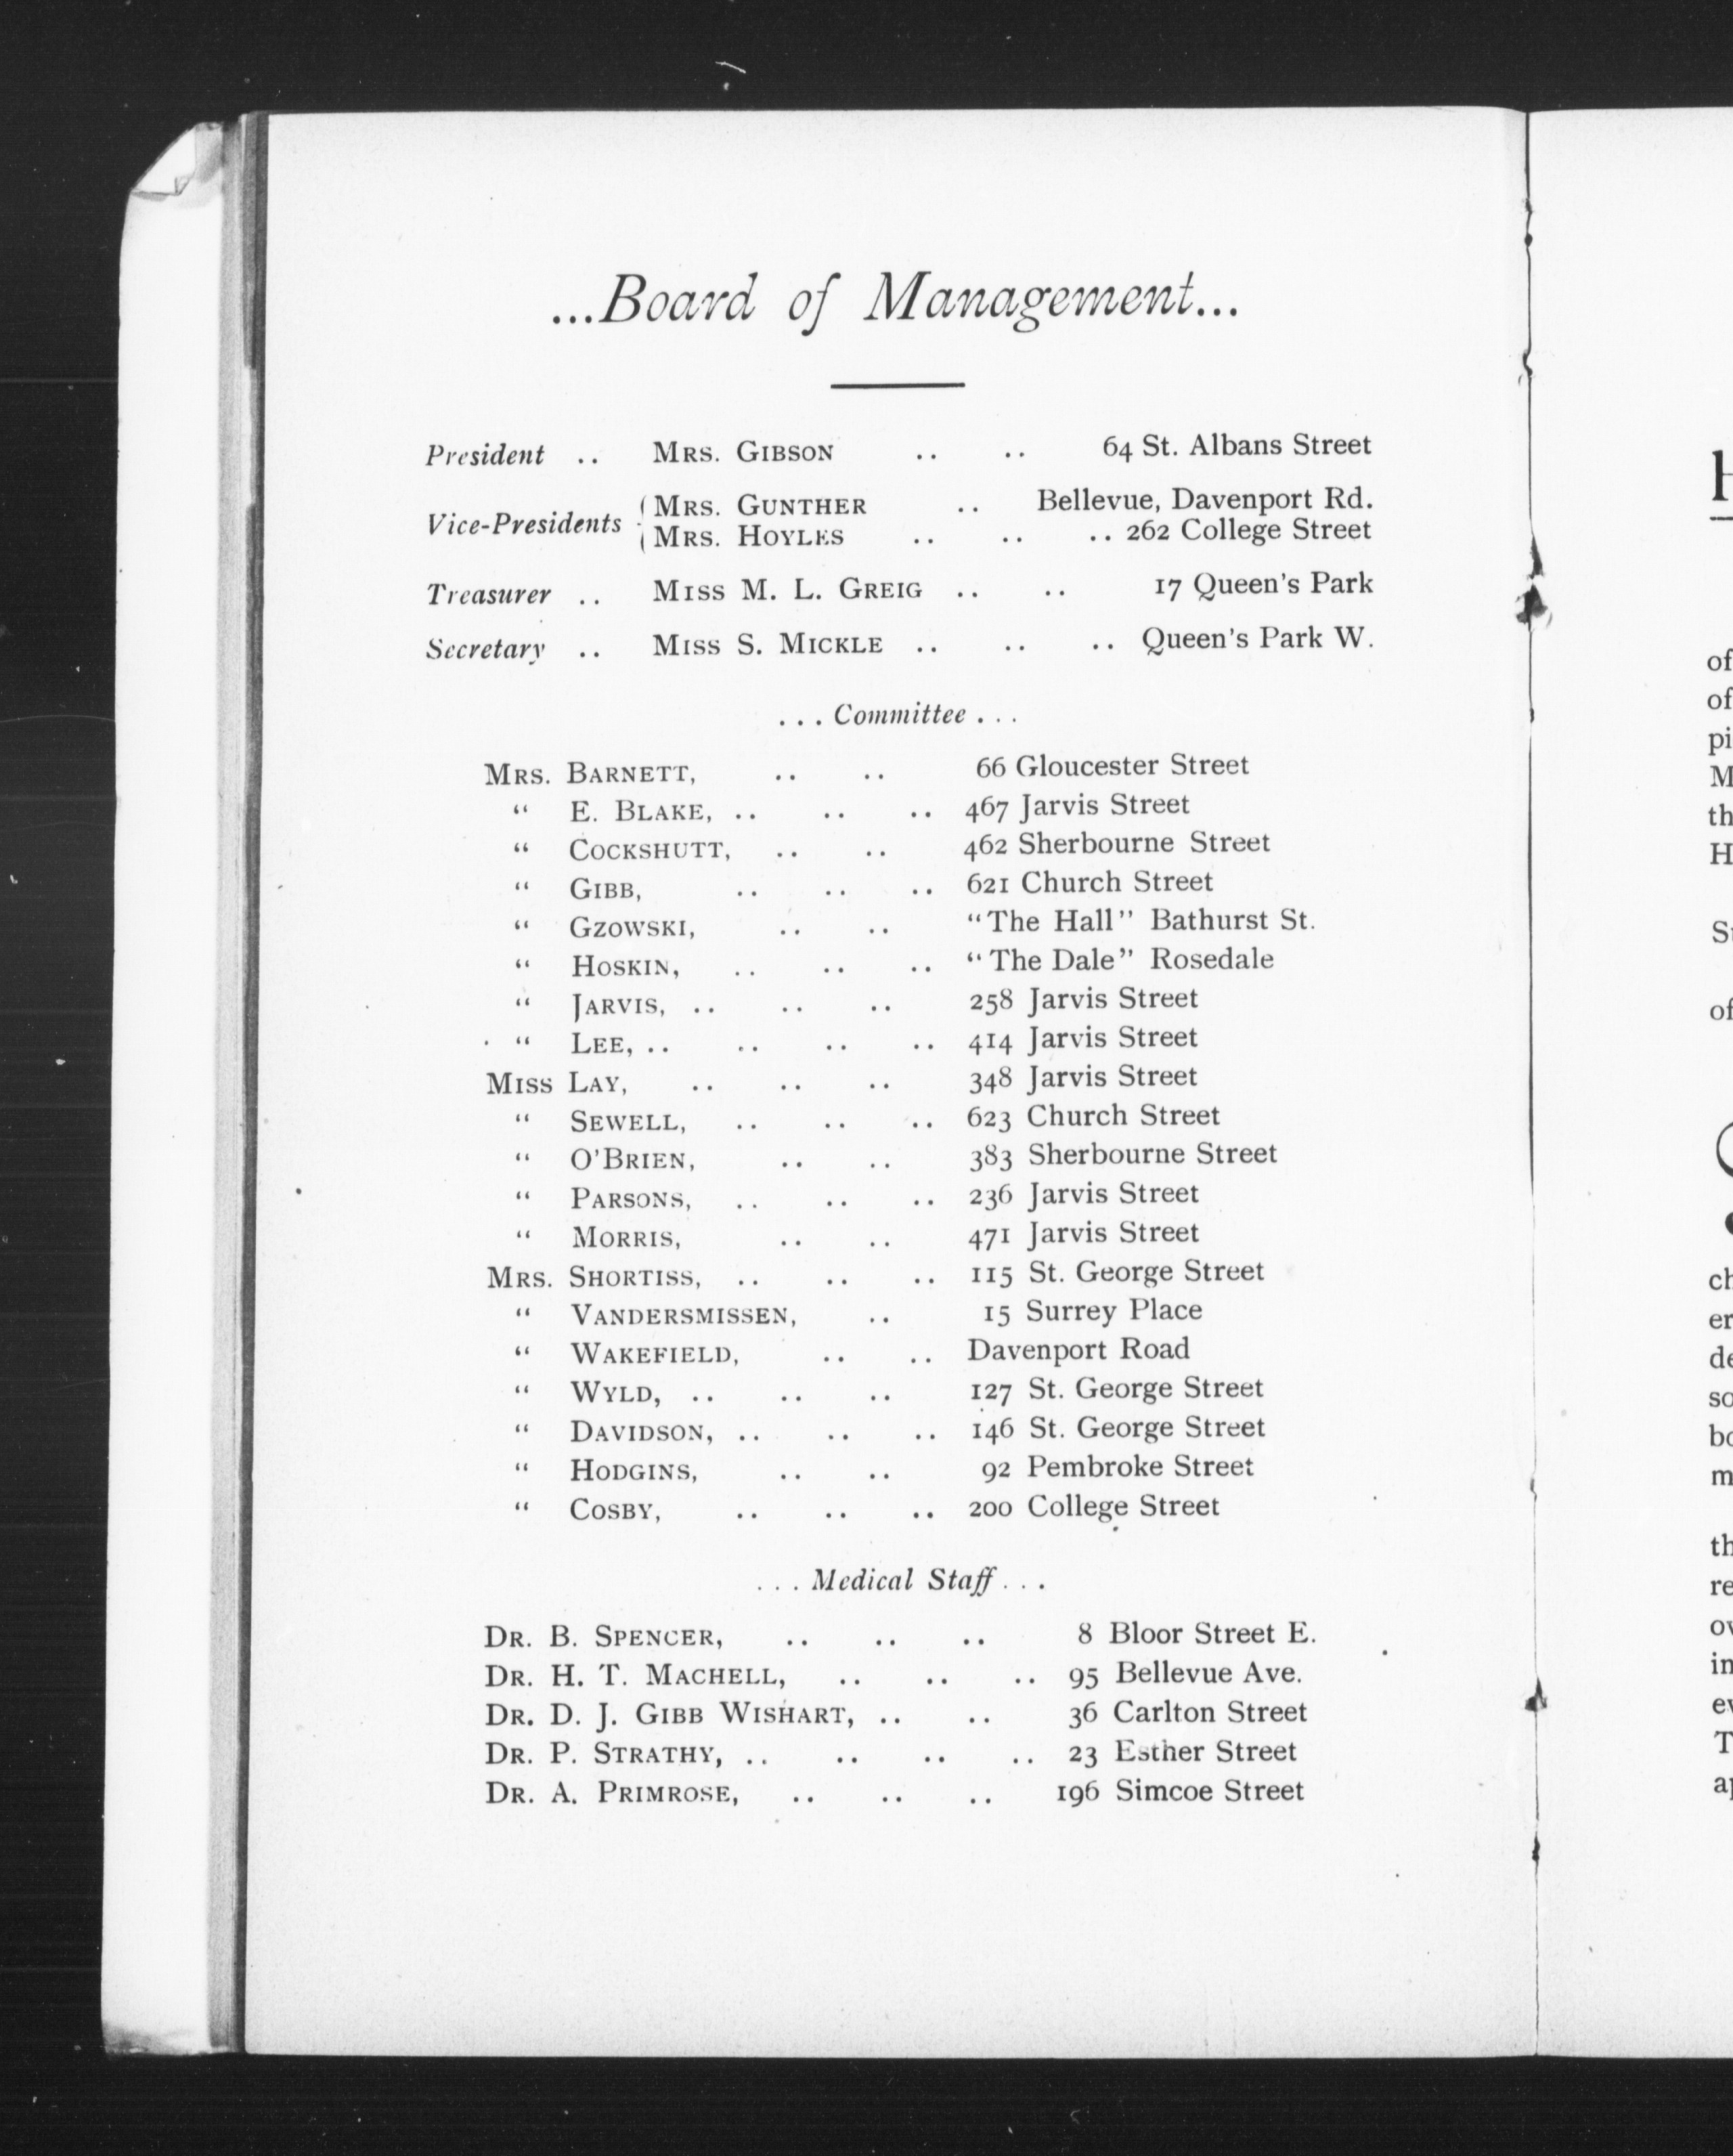 ...Board of Management...
President .. MRS. GIBSON .. .. 64 St. Albans Street
Vice-Presidents { MRS. GUNTHER .. Bellevue, Davenport Rd.
MRS. HOYLES .. .. .. 262 College Street
Treasurer .. MISS M. L. GREIG .. .. 17 Queen's Park
Secretary .. MISS S. MICKLE .. .. .. Queen's Park W.
... Committee ...
MRS. BARNETT, .. .. 66 Gloucester Street
" E. BLAKE, .. .. .. 467 Jarvis Street
" COCKSHUTT, .. .. 462 Sherbourne Street
" GIBB, .. .. .. 621 Church Street
" GZOWSKI, .. .. "The Hall" Bathurst St.
" HOSKIN, .. .. .. "The Dale" Rosedale
" JARVIS, .. .. .. 258 Jarvis Street
" LEE, .. .. .. .. 414 Jarvis Street
MISS LAY, .. .. .. 348 Jarvis Street
" SEWELL, .. .. .. 623 Church Street
" O'BRIEN, .. .. 383 Sherbourne Street
" PARSONS, .. .. .. 236 Jarvis Street
" MORRIS, .. .. 471 Jarvis Street
MRS. SHORTISS, .. .. .. 115 St. George Street
" VANDERSMISSEN, .. 15 Surrey Place
" WAKEFIELD, .. .. Davenport Road
" WYLD, .. .. .. 127 St. George Street
" DAVIDSON, .. .. .. 146 St. George Street
" HODGINS, .. .. 92 Pembroke Street
" COSBY, .. .. .. 200 College Street
... Medical Staff ...
DR. B. SPENCER, .. .. .. 8 Bloor Street E.
DR. H. T. MACHELL, .. .. .. 95 Bellevue Ave.
DR. D. J. GIBB WISHART, .. .. 36 Carlton Street
DR. P. STRATHY, .. .. .. .. 23 Esther Street
DR. A. PRIMROSE, .. .. .. 196 Simcoe Street